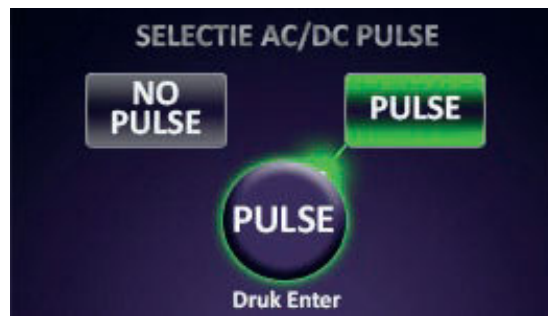 SELECTIE AC/DC PULSE
NO
PULSE
PULSE
PULSE
Druk Enter